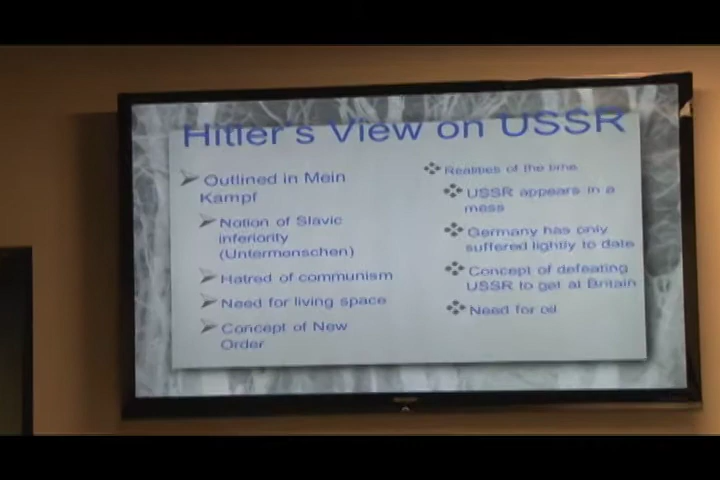 Hitler's View on USSR
Outlined in Mein
Kampf
Notion of Slavic
inferiority
(Untermenschen)
Hatred of communism
Need for living space
Concept of New
Order
Realities of the time
USSR appears in a
mess
Germany has only
suffered lightly to date
Concept of defeating
USSR to get at Britain
Need for oil